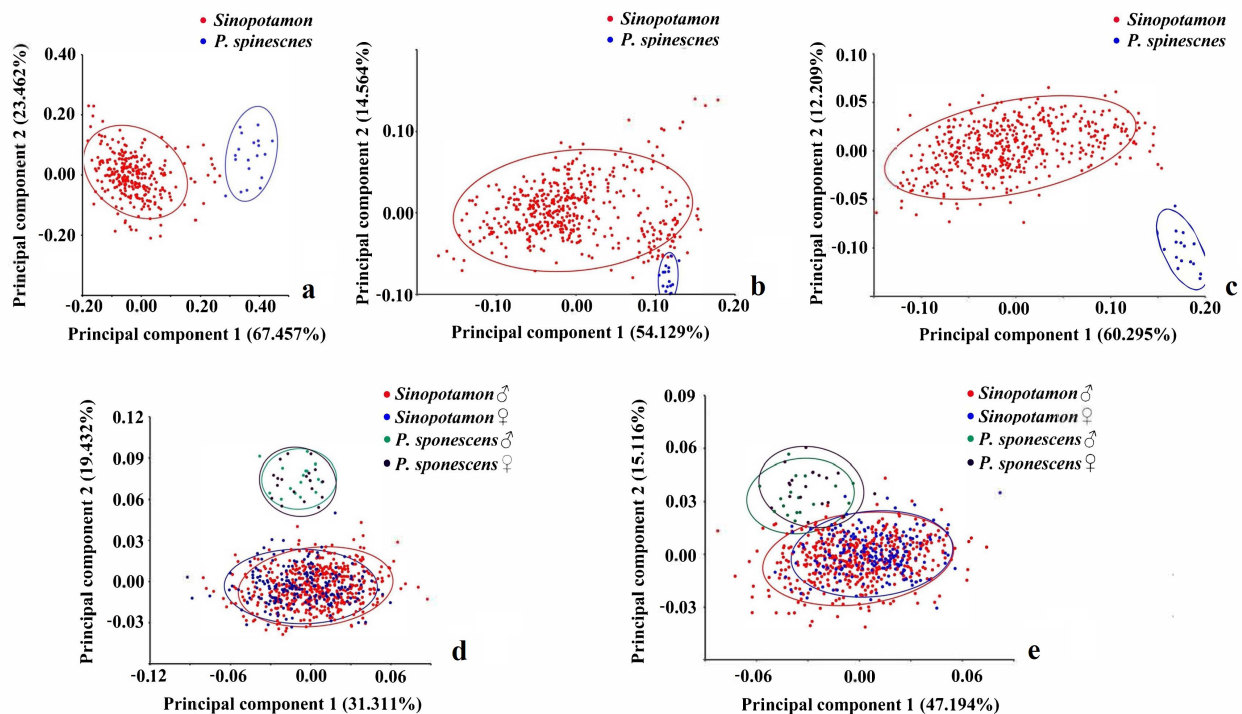 Sinopotamon
P. spinescnes
Principal component 2 (23.462%)
0.40
0.20
0.00
-0.20
-0.20
0.00
0.20
0.40
a
Principal component 1 (67.457%)
Sinopotamon
P. spinescnes
Principal component 2 (14.564%)
0.10
0.00
-0.10
-0.10
0.00
0.10
0.20
b
Principal component 1 (54.129%)
Sinopotamon
P. spinescnes
Principal component 2 (12.209%)
0.10
0.05
0.00
-0.05
-0.10
-0.10
0.00
0.10
0.20
c
Principal component 1 (60.295%)
Sinopotamon♂
Sinopotamon♀
P. sponescens♂
P. sponescens♀
Principal component 2 (19.432%)
0.12
0.09
0.06
0.03
0.00
-0.03
-0.12
-0.06
0.00
0.06
d
Principal component 1 (31.311%)
Sinopotamon♂
Sinopotamon♀
P. sponescens♂
P. sponescens♀
Principal component 2 (15.116%)
0.09
0.06
0.03
0.00
-0.03
-0.06
0.00
0.06
e
Principal component 1 (47.194%)